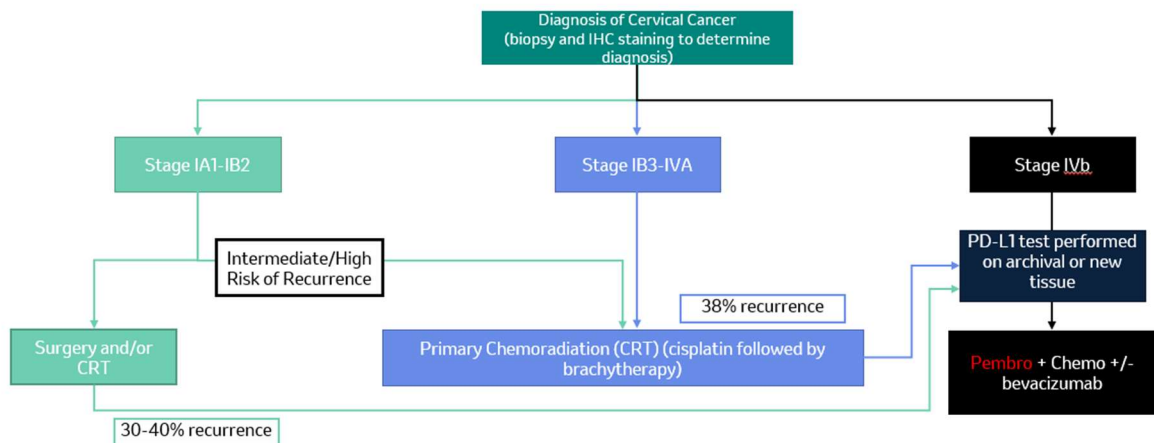 Diagnosis of Cervical Cancer
(biopsy and IHC staining to determine
diagnosis)
Stage IA1-IB2
Stage IB3-IVA
Stage IVb
Intermediate/High
Risk of Recurrence
PD-L1 test performed
on archival or new
tissue
38% recurrence
Surgery and/or
CRT
Primary Chemoradiation (CRT) (cisplatin followed by
brachytherapy)
Pembro + Chemo +/-
bevacizumab
30-40% recurrence